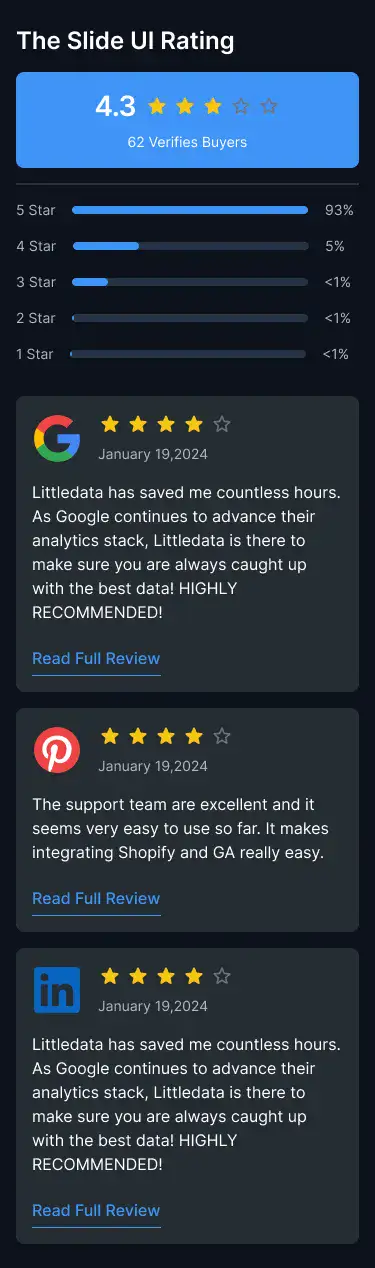 The Slide UI Rating
4.3
62 Verifies Buyers
5 Star 93%
4 Star 5%
3 Star <1%
2 Star <1%
1 Star <1%
January 19,2024
Littledata has saved me countless hours.
As Google continues to advance their
analytics stack, Littledata is there to
make sure you are always caught up
with the best data! HIGHLY
RECOMMENDED!
Read Full Review
January 19,2024
The support team are excellent and it
seems very easy to use so far. It makes
integrating Shopify and GA really easy.
Read Full Review
in
January 19,2024
Littledata has saved me countless hours.
As Google continues to advance their
analytics stack, Littledata is there to
make sure you are always caught up
with the best data! HIGHLY
RECOMMENDED!
Read Full Review